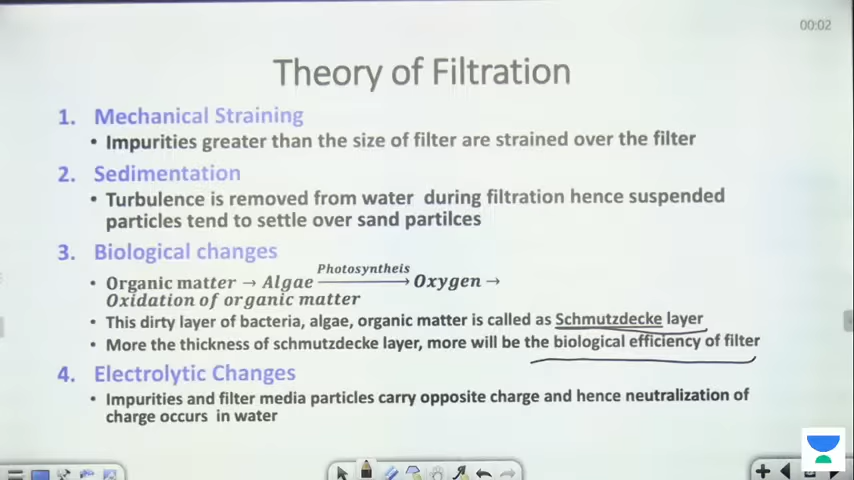 00:02
Theory of Filtration
1. Mechanical Straining
• Impurities greater than the size of filter are strained over the filter
2. Sedimentation
• Turbulence is removed from water during filtration hence suspended
particles tend to settle over sand partilces
3. Biological changes
• Organic matter → Algae Photosyntheis → Oxygen →
Oxidation of organic matter
• This dirty layer of bacteria, algae, organic matter is called as Schmutzdecke layer
• More the thickness of schmutzdecke layer, more will be the biological efficiency of filter
4. Electrolytic Changes
• Impurities and filter media particles carry opposite charge and hence neutralization of
charge occurs in water